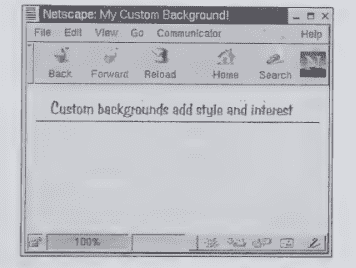 Netscape: My Custom Background!
File Edit View Go Communicator Help
Back Forward Reload Home Search
Custom backgrounds add style and interest
100%